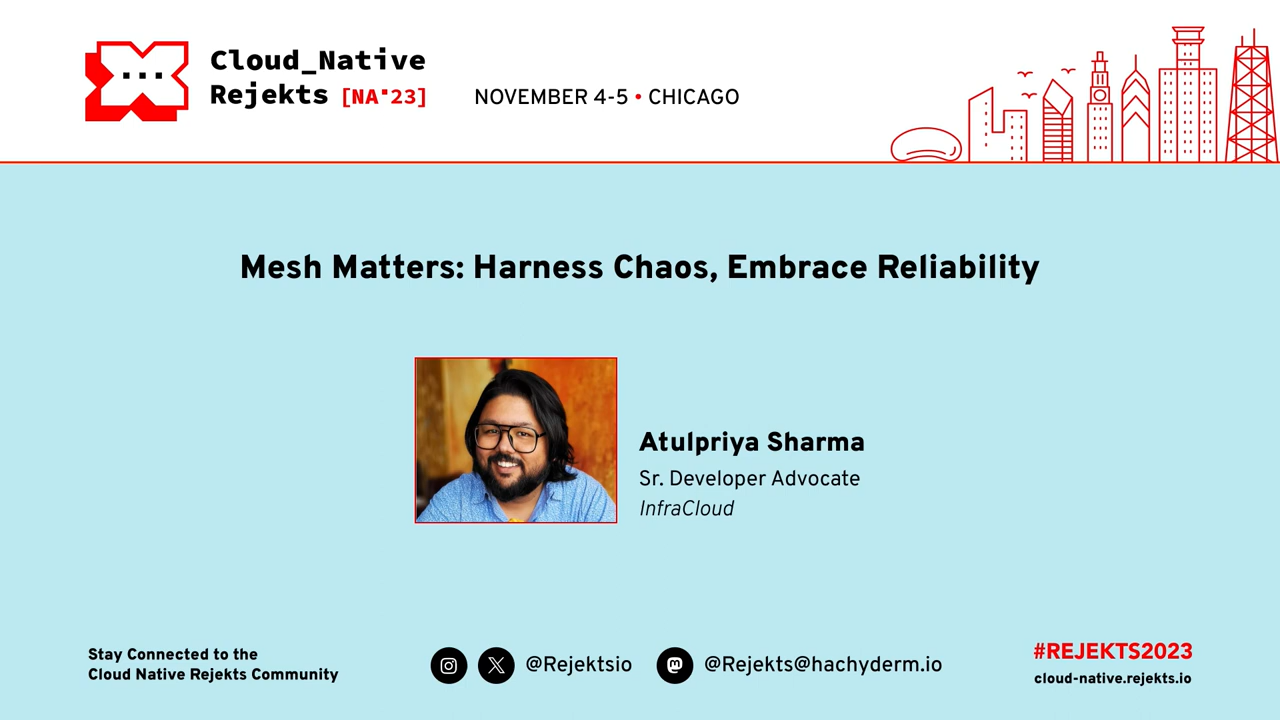 Cloud_Native
Rejekts [NA'23]
NOVEMBER 4-5 • CHICAGO
Mesh Matters: Harness Chaos, Embrace Reliability
Atulpriya Sharma
Sr. Developer Advocate
InfraCloud
Stay Connected to the
Cloud Native Rejekts Community
@Rejektsio
@Rejekts@hachyderm.io
#REJEKTS2023
cloud-native.rejekts.io